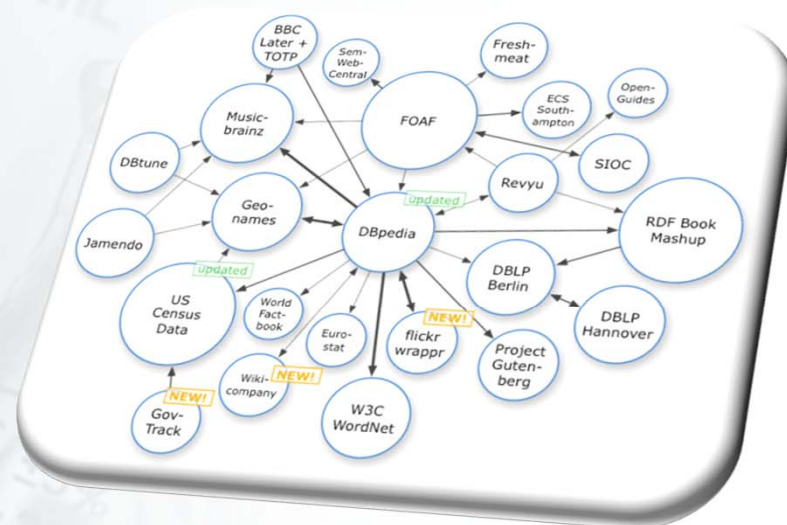 BBC
Later +
TOTP
Sem-
Web-
Central
Fresh-
meat
Open-
Guides
FOAF
ECS
South-
ampton
Music-
brainz
SIOC
DBtune
Revyu
updated
Geo-
names
DBpedia
RDF Book
Mashup
Jamendo
updated
DBLP
Berlin
US
Census
Data
World
Fact-
book
Euro-
stat
NEW!
flickr
wrappr
DBLP
Hannover
Project
Guten-
berg
Wiki-
company
NEW!
NEW!
Gov-
Track
W3C
WordNet